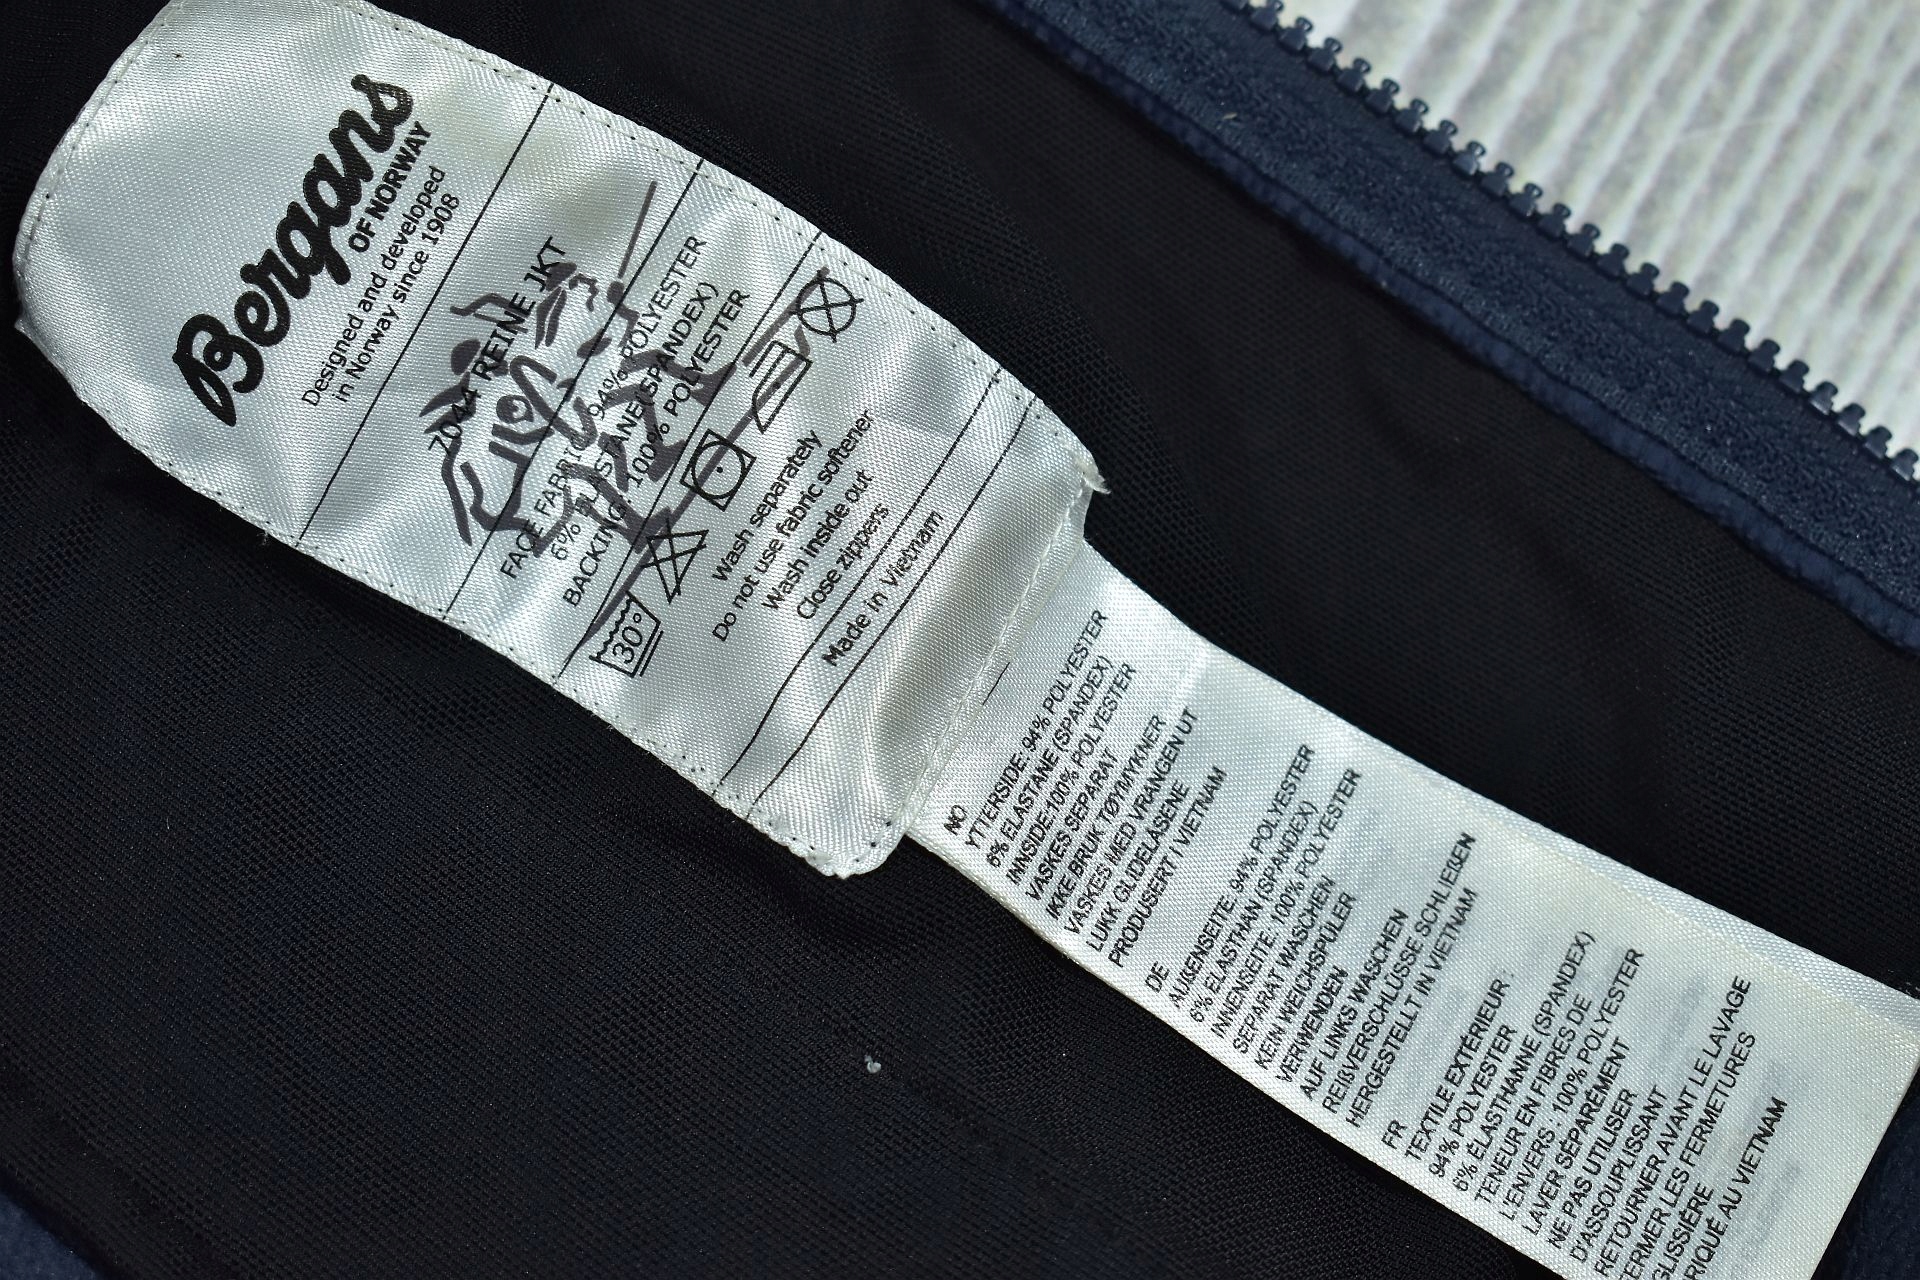 Bergans
OF NORWAY
Designed and developed
in Norway since 1908
7044 REINE JKT
FACE FABRIC: 94% POLYESTER
6% ELASTANE(SPANDEX)
BACKING: 100% POLYESTER
30°
Wash separately
Do not use fabric softener
Wash inside out
Close zippers
Made in Vietnam
NO
YTTERSIDE: 94% POLYESTER
6% ELASTANE (SPANDEX)
INNSIDE:100% POLYESTER
VASKES SEPARAT
IKKE BRUK TØYMYKNER
VASKES MED VRANGEN UT
LUKK GLIDELÅSENE
PRODUSERT I VIETNAM
DE
AUßENSEITE: 94% POLYESTER
6% ELASTHAN (SPANDEX)
INNENSEITE: 100% POLYESTER
SEPARAT WASCHEN
KEIN WEICHSPÜLER
VERWENDEN
AUF LINKS WASCHEN
REIßVERSCHLÜSSE SCHLIEßEN
HERGESTELLT IN VIETNAM
FR
TEXTILE EXTÉRIEUR :
94% POLYESTER
6% ÉLASTHANNE (SPANDEX)
TENEUR EN FIBRES DE
L'ENVERS : 100% POLYESTER
LAVER SÉPARÉMENT
NE PAS UTILISER
D'ASSOUPLISSANT
RETOURNER AVANT LE LAVAGE
FERMER LES FERMETURES
GLISSIÈRE
RIQUÉ AU VIETNAM